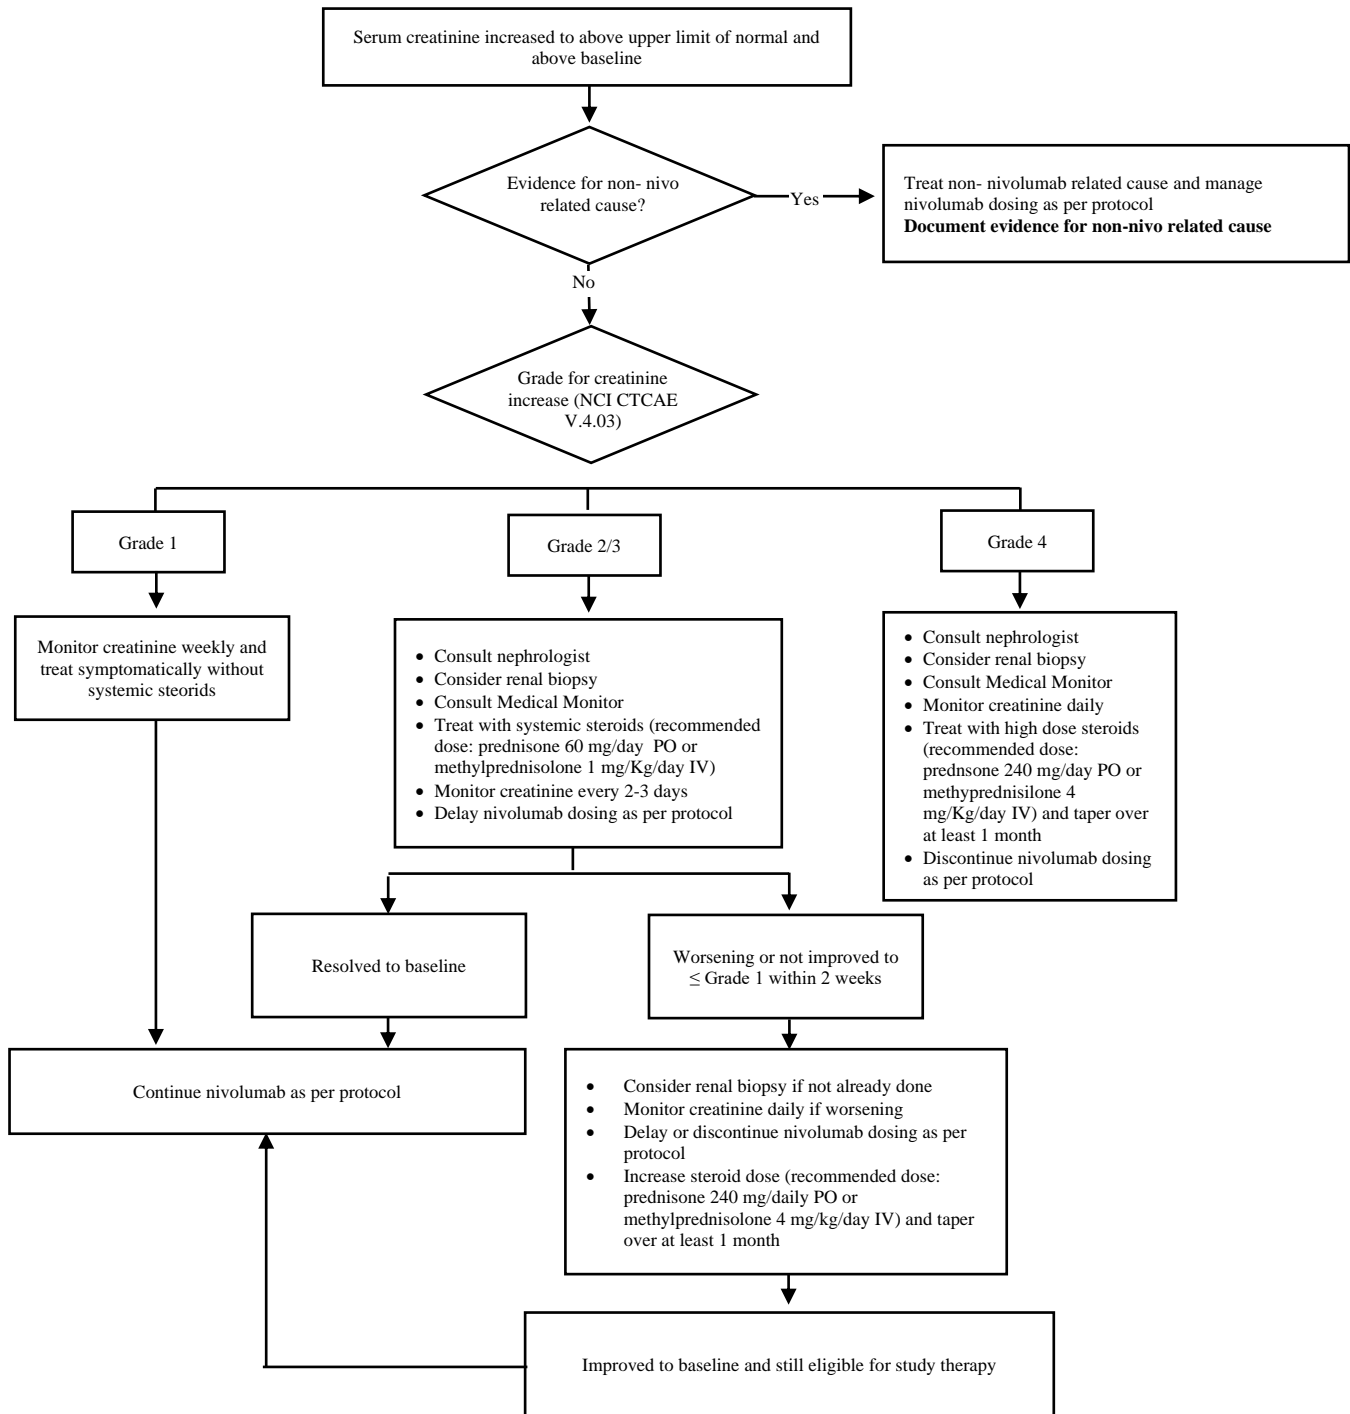 Serum creatinine increased to above upper limit of normal and
above baseline
Evidence for non- nivo
related cause?
Yes
Treat non- nivolumab related cause and manage
nivolumab dosing as per protocol
Document evidence for non-nivo related cause
No
Grade for creatinine
increase (NCI CTCAE
V.4.03)
Grade 1
Grade 2/3
Grade 4
Monitor creatinine weekly and
treat symptomatically without
systemic steorids
• Consult nephrologist
• Consider renal biopsy
• Consult Medical Monitor
• Treat with systemic steroids (recommended
dose: prednisone 60 mg/day PO or
methylprednisolone 1 mg/Kg/day IV)
• Monitor creatinine every 2-3 days
• Delay nivolumab dosing as per protocol
• Consult nephrologist
• Consider renal biopsy
• Consult Medical Monitor
• Monitor creatinine daily
• Treat with high dose steroids
(recommended dose:
prednsone 240 mg/day PO or
methyprednisilone 4
mg/Kg/day IV) and taper over
at least 1 month
• Discontinue nivolumab dosing
as per protocol
Resolved to baseline
Worsening or not improved to
≤ Grade 1 within 2 weeks
Continue nivolumab as per protocol
• Consider renal biopsy if not already done
• Monitor creatinine daily if worsening
• Delay or discontinue nivolumab dosing as per
protocol
• Increase steroid dose (recommended dose:
prednisone 240 mg/daily PO or
methylprednisolone 4 mg/kg/day IV) and taper
over at least 1 month
Improved to baseline and still eligible for study therapy